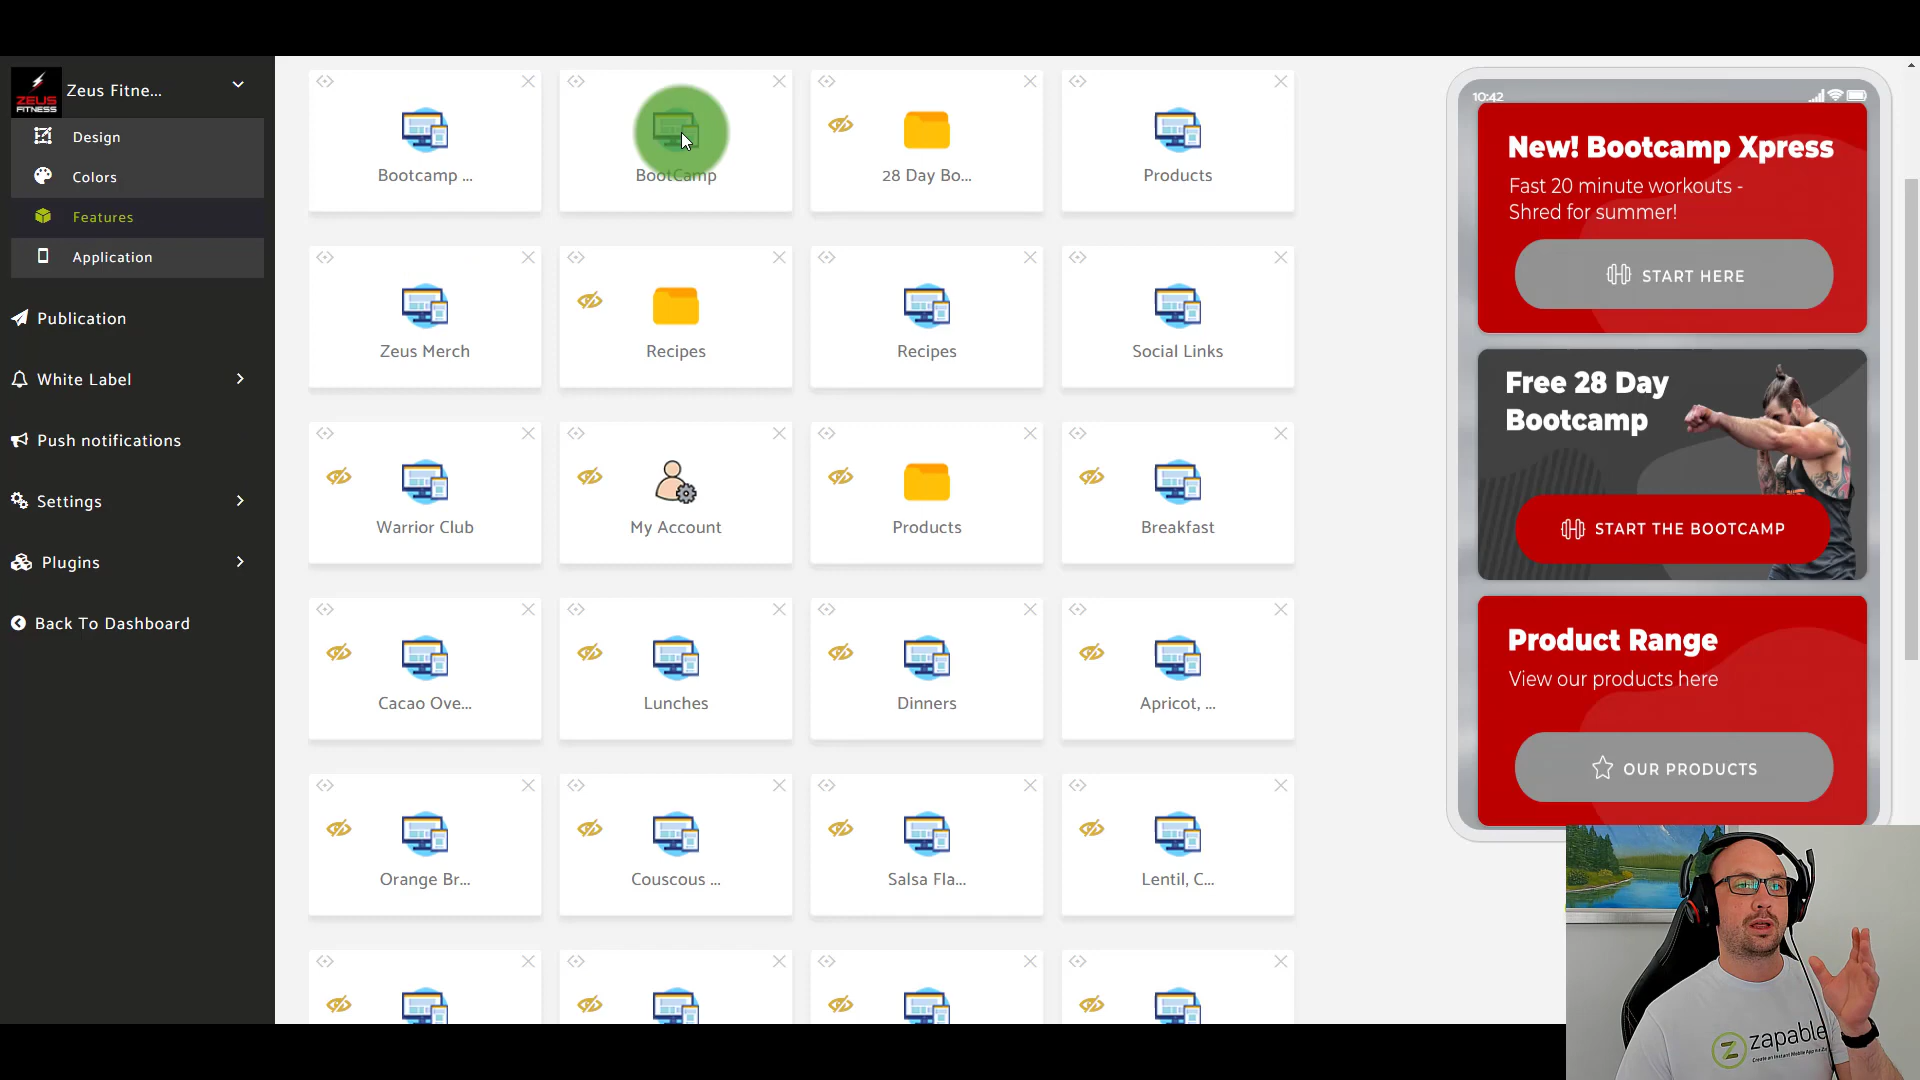 ZEUS
FITNESS
Zeus Fitne...
Design
Colors
Features
Application
Publication
White Label
Push notifications
Settings
Plugins
Back To Dashboard
Bootcamp ...
BootCamp
28 Day Bo...
Products
Zeus Merch
Recipes
Recipes
Social Links
Warrior Club
My Account
Products
Breakfast
Cacao Ove...
Lunches
Dinners
Apricot, ...
Orange Br...
Couscous ...
Salsa Fla...
Lentil, C...
10:42
New! Bootcamp Xpress
Fast 20 minute workouts -
Shred for summer!
START HERE
Free 28 Day
Bootcamp
START THE BOOTCAMP
Product Range
View our products here
OUR PRODUCTS
zapable